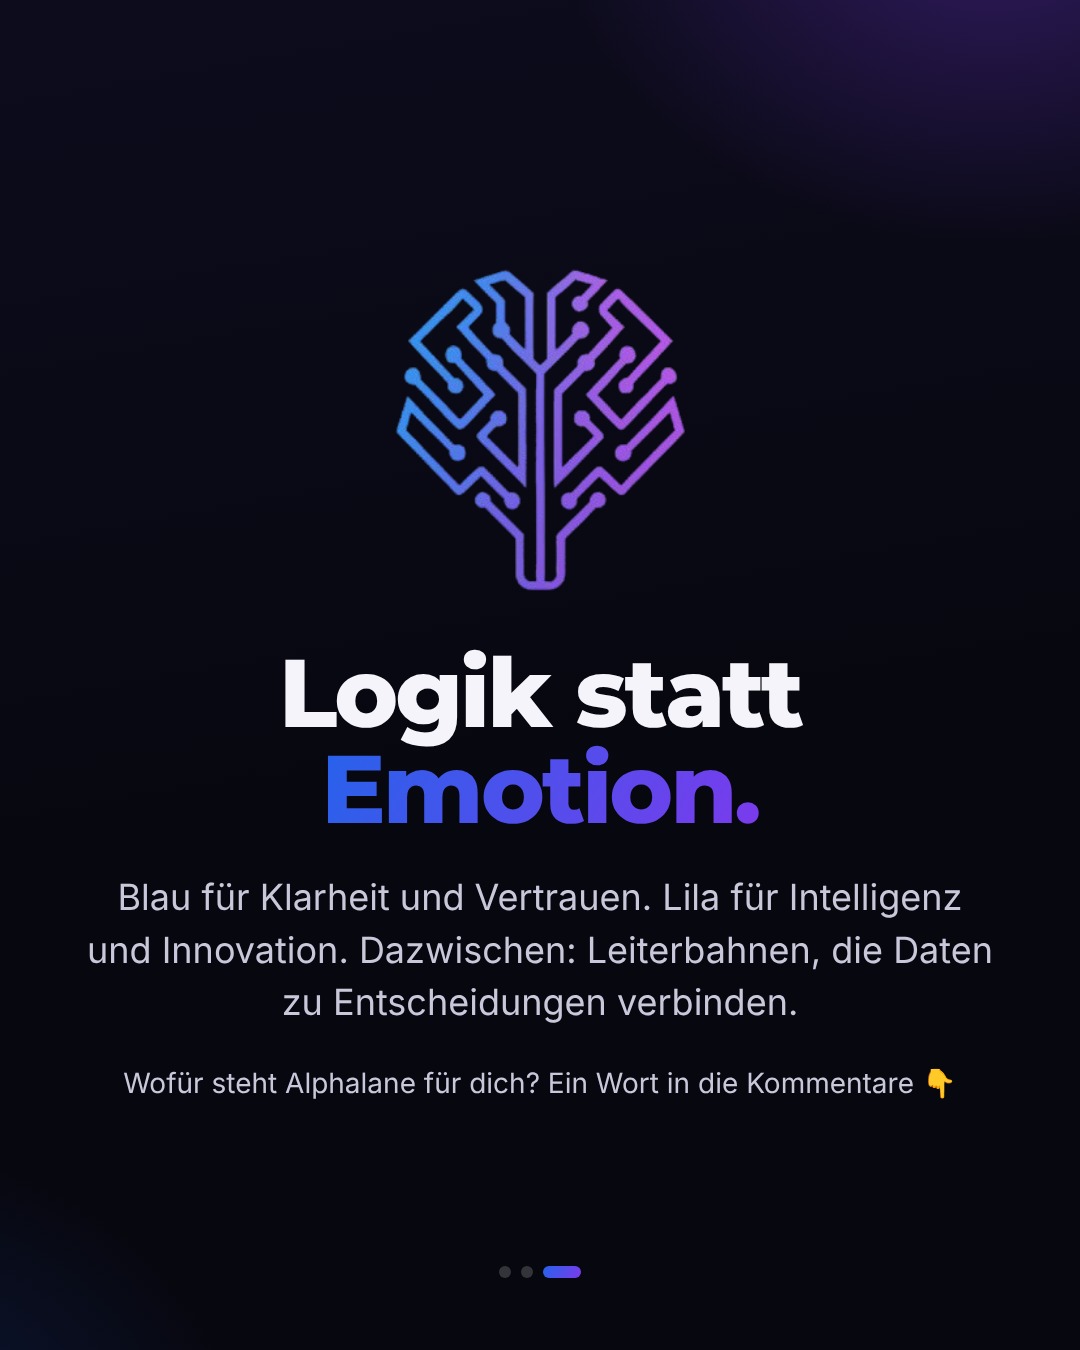 Logik statt
Emotion.
Blau für Klarheit und Vertrauen. Lila für Intelligenz
und Innovation. Dazwischen: Leiterbahnen, die Daten
zu Entscheidungen verbinden.
Wofür steht Alphalane für dich? Ein Wort in die Kommentare 👇